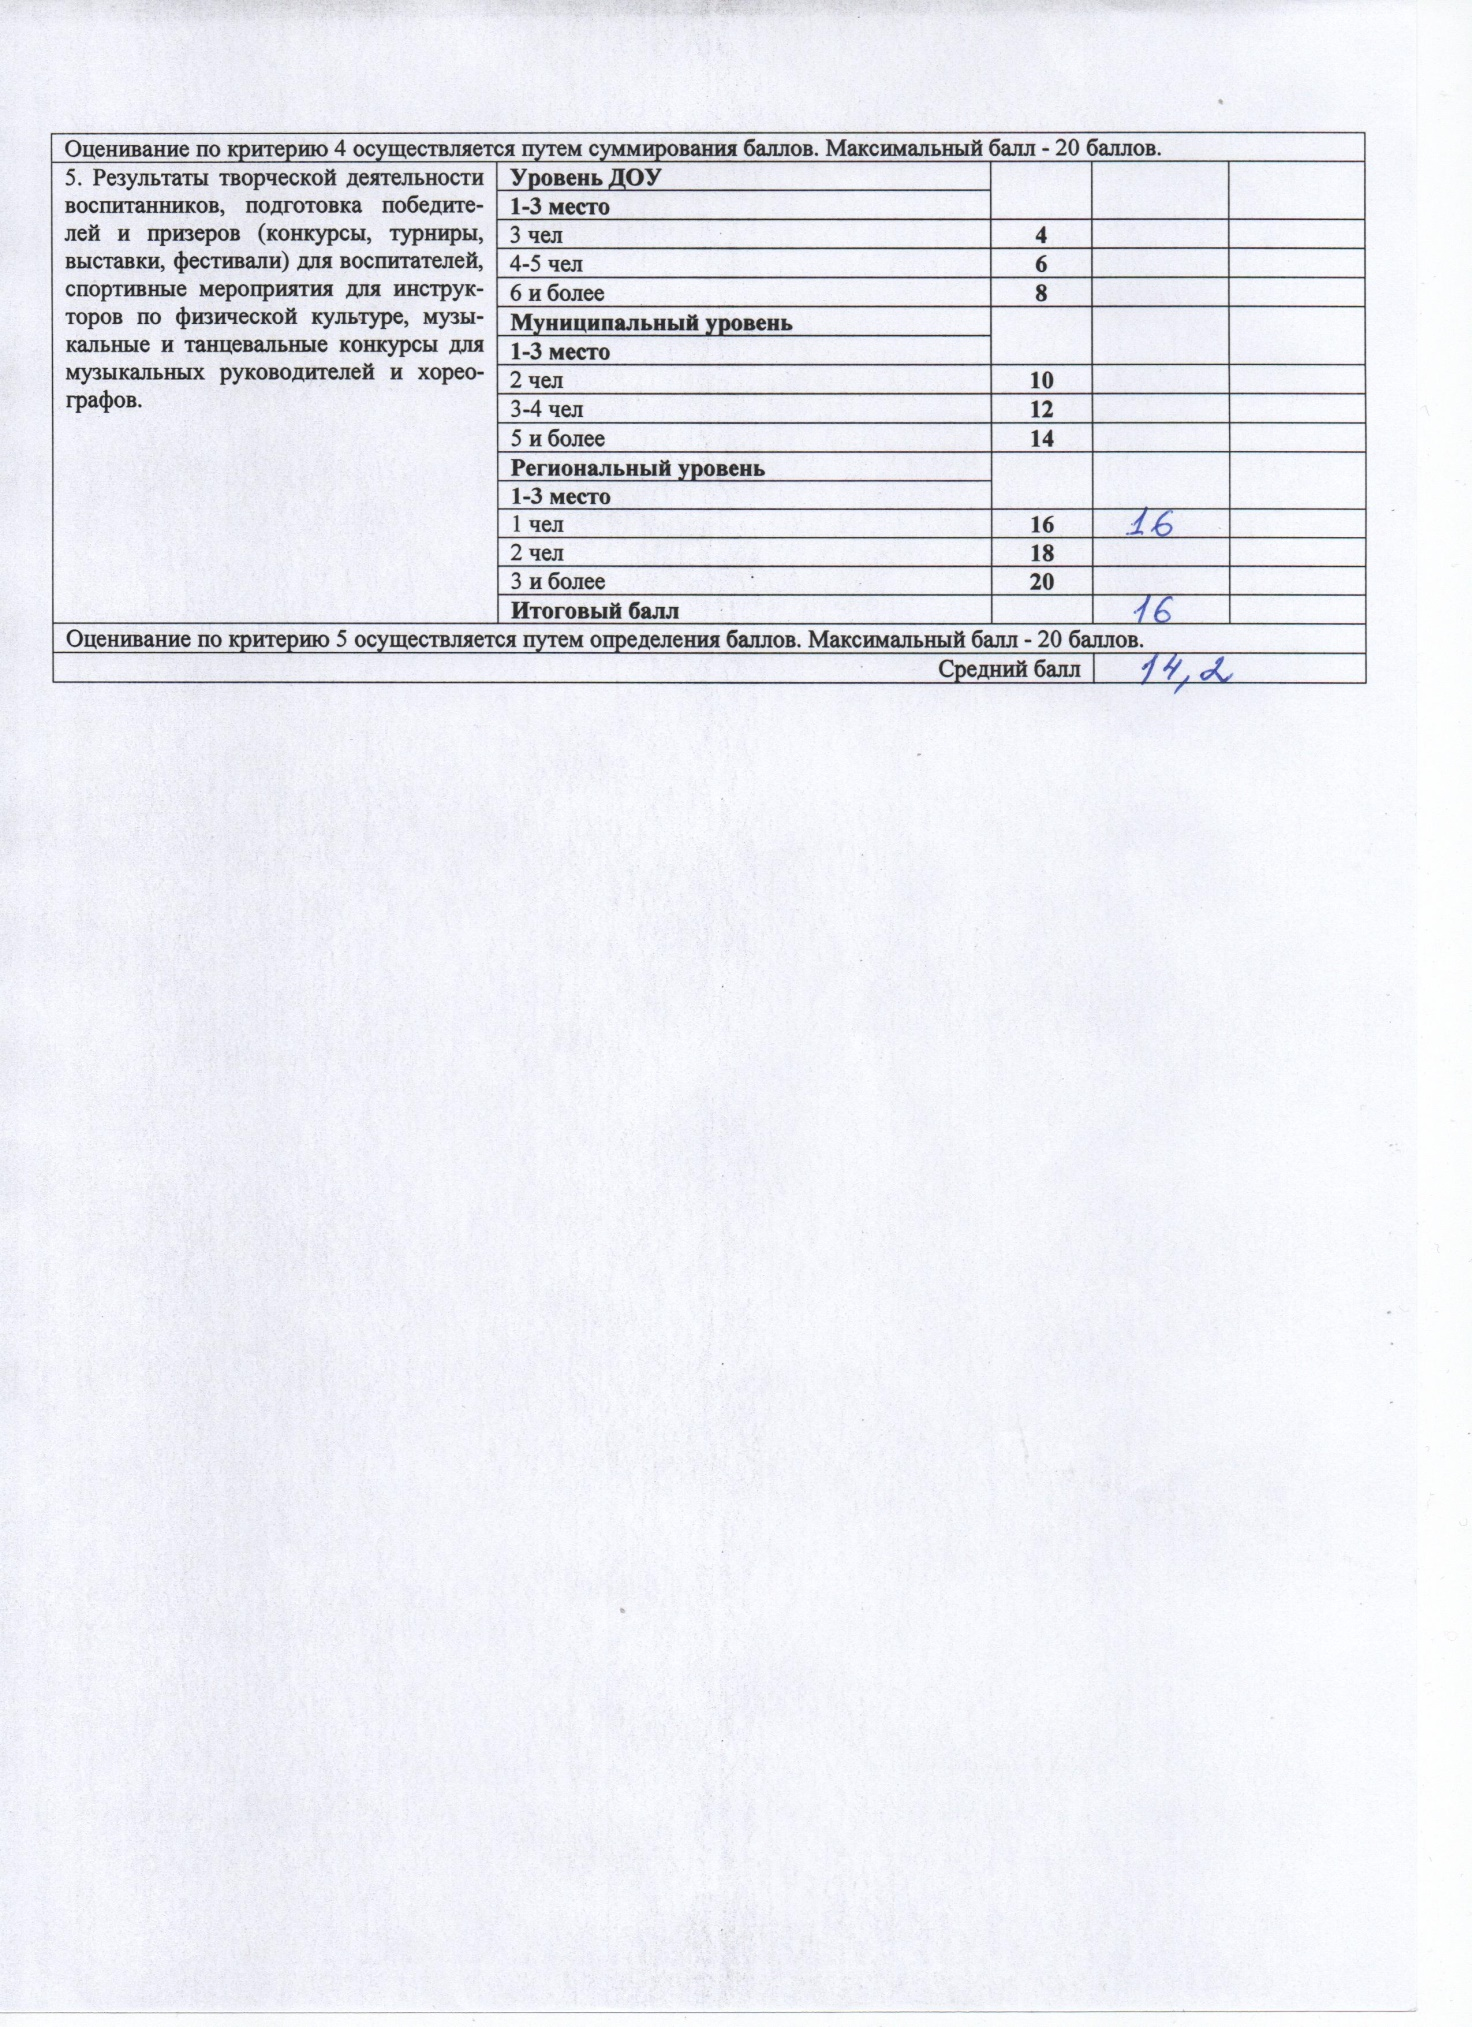 Оценивание по критерию 4 осуществляется путем суммирования баллов. Максимальный балл - 20 баллов.
5. Результаты творческой деятельности
воспитанников, подготовка победите-
лей и призеров (конкурсы, турниры,
выставки, фестивали) для воспитателей,
спортивные мероприятия для инструк-
торов по физической культуре, музы-
кальные и танцевальные конкурсы для
музыкальных руководителей и хорео-
графов.
Уровень ДОУ
1-3 место
3 чел 4
4-5 чел 6
6 и более 8
Муниципальный уровень
1-3 место
2 чел 10
3-4 чел 12
5 и более 14
Региональный уровень
1-3 место
1 чел 16 16
2 чел 18
3 и более 20
Итоговый балл 16
Оценивание по критерию 5 осуществляется путем определения баллов. Максимальный балл - 20 баллов.
Средний балл 14,2